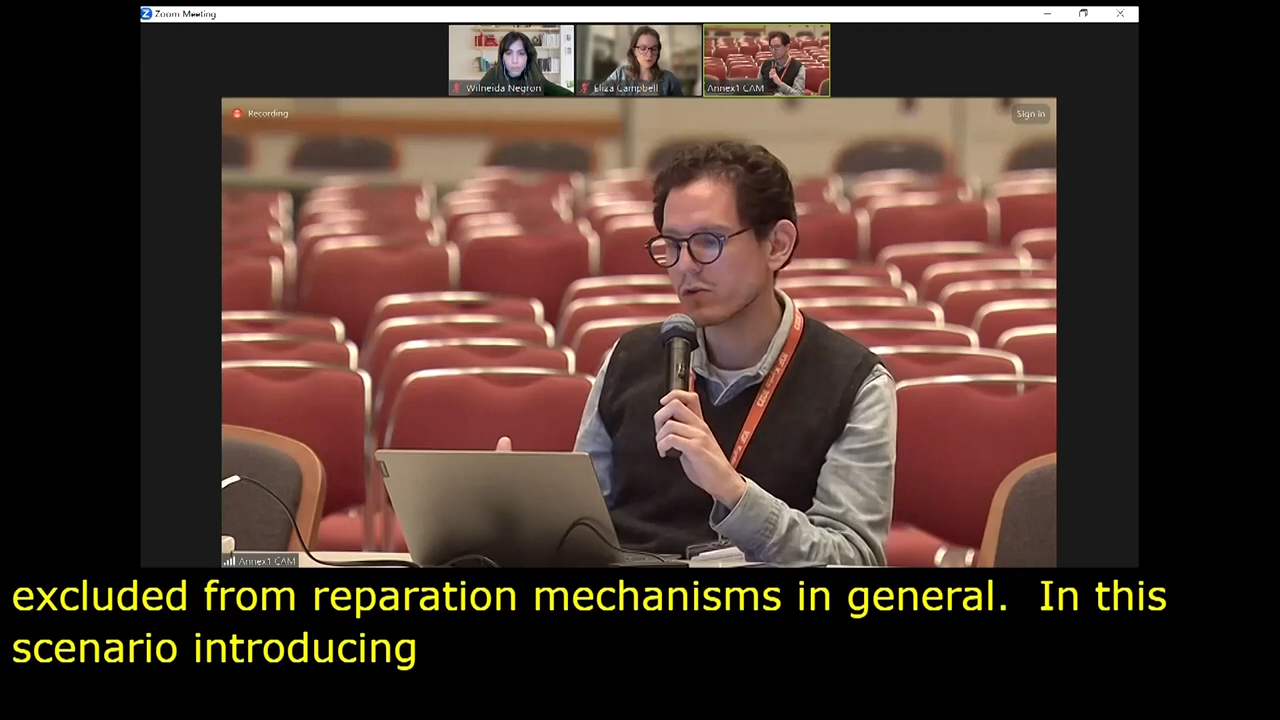 Zoom Meeting
Wilneida Negron
Eliza Campbell
Annex1 CAM
Recording
Sign in
Annex1 CAM
excluded from reparation mechanisms in general. In this
scenario introducing